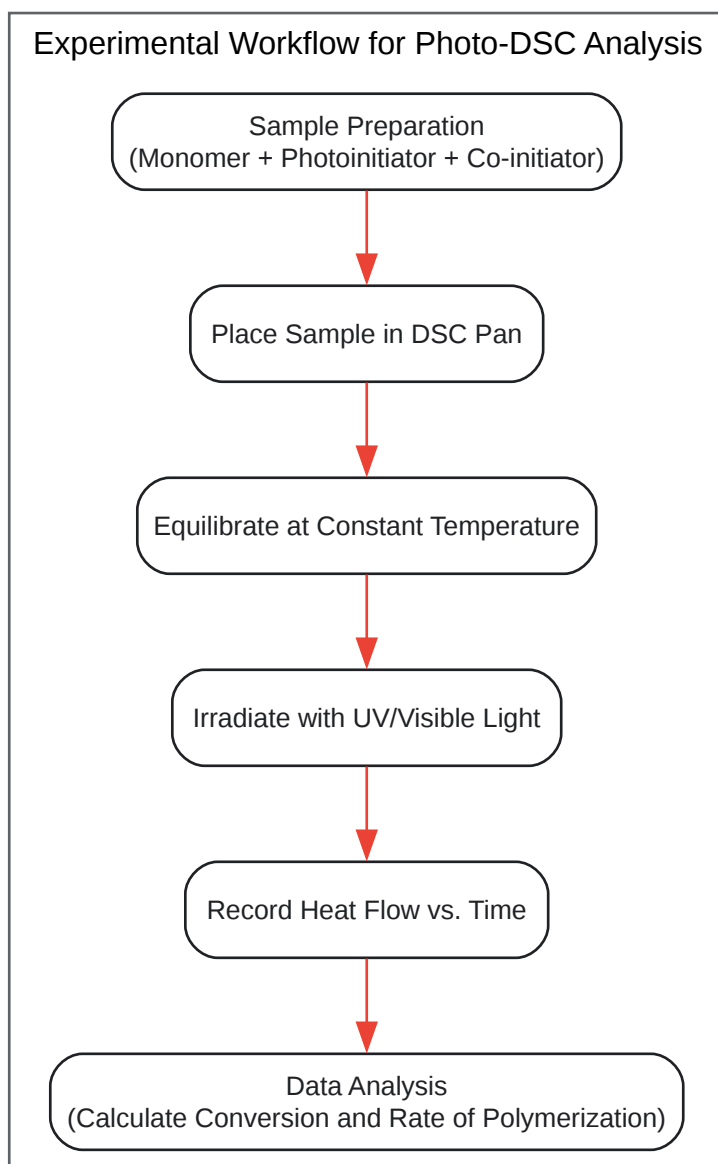 Experimental Workflow for Photo-DSC Analysis
Sample Preparation
(Monomer + Photoinitiator + Co-initiator)
Place Sample in DSC Pan
Equilibrate at Constant Temperature
Irradiate with UV/Visible Light
Record Heat Flow vs. Time
Data Analysis
(Calculate Conversion and Rate of Polymerization)